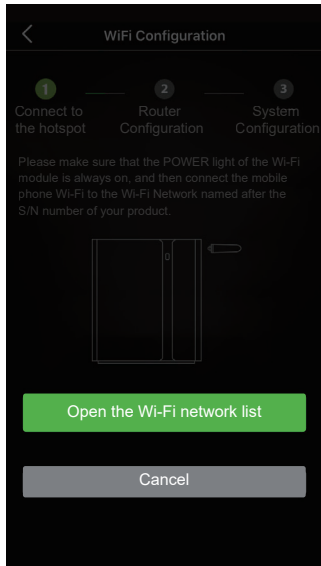 WiFi Configuration
1 2 3
Connect to the hotspot
Router Configuration
System Configuration
Please make sure that the POWER light of the Wi-Fi
module is always on, and then connect the mobile
phone Wi-Fi to the Wi-Fi Network named after the
S/N number of your product.
Open the Wi-Fi network list
Cancel